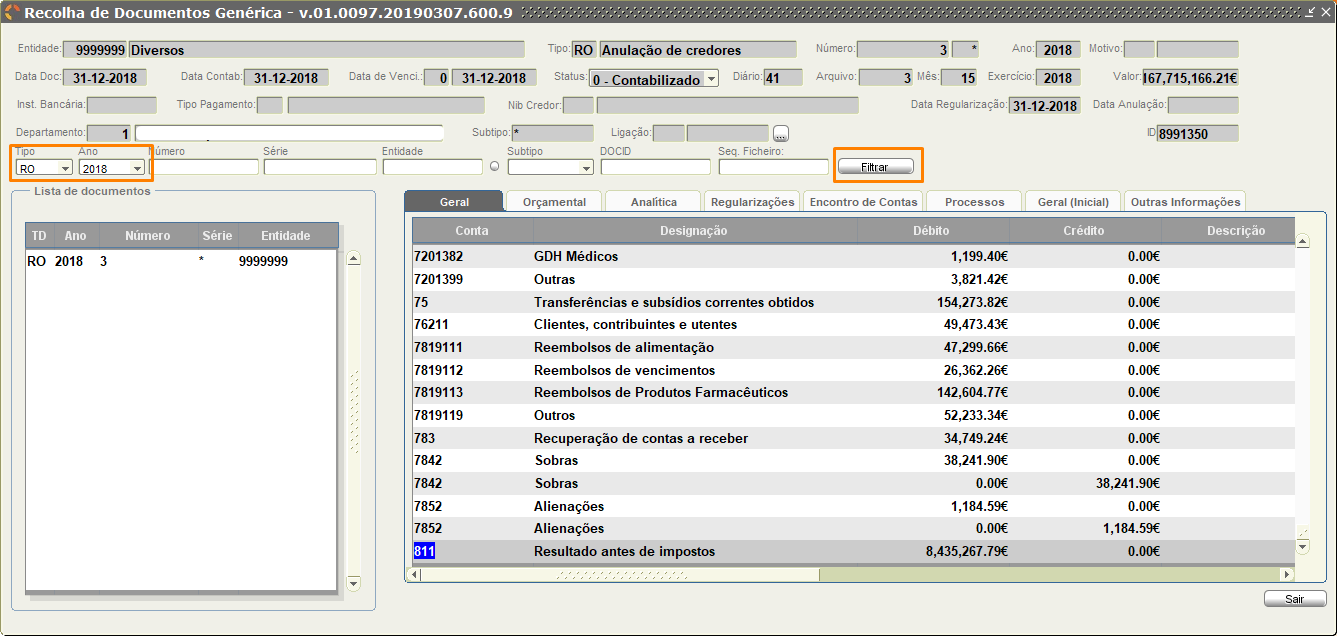 Recolha de Documentos Genérica - v.01.0097.20190307.600.9
Entidade: 9999999 Diversos Tipo: RO Anulação de credores Número: 3 * Ano: 2018 Motivo:
Data Doc: 31-12-2018 Data Contab: 31-12-2018 Data de Venci.: 0 31-12-2018 Status: 0 - Contabilizado Diário: 41 Arquivo: 3 Mês: 15 Exercício: 2018 Valor: 167,715,166.21€
Inst. Bancária: Tipo Pagamento: Nib Credor: Data Regularização: 31-12-2018 Data Anulação:
Departamento: 1 Subtipo: * Ligação: ... ID 8991350
Tipo Ano Número Série Entidade Subtipo DOCID Seq. Ficheiro:
RO 2018 Filtrar
Lista de documentos
TD Ano Número Série Entidade
RO 2018 3 * 9999999
Geral Orçamental Analítica Regularizações Encontro de Contas Processos Geral (Inicial) Outras Informações
Conta Designação Débito Crédito Descrição
7201382 GDH Médicos 1,199.40€ 0.00€
7201399 Outras 3,821.42€ 0.00€
75 Transferências e subsídios correntes obtidos 154,273.82€ 0.00€
76211 Clientes, contribuintes e utentes 49,473.43€ 0.00€
7819111 Reembolsos de alimentação 47,299.66€ 0.00€
7819112 Reembolsos de vencimentos 26,362.26€ 0.00€
7819113 Reembolsos de Produtos Farmacêuticos 142,604.77€ 0.00€
7819119 Outros 52,233.34€ 0.00€
783 Recuperação de contas a receber 34,749.24€ 0.00€
7842 Sobras 38,241.90€ 0.00€
7842 Sobras 0.00€ 38,241.90€
7852 Alienações 1,184.59€ 0.00€
7852 Alienações 0.00€ 1,184.59€
811 Resultado antes de impostos 8,435,267.79€ 0.00€
Sair